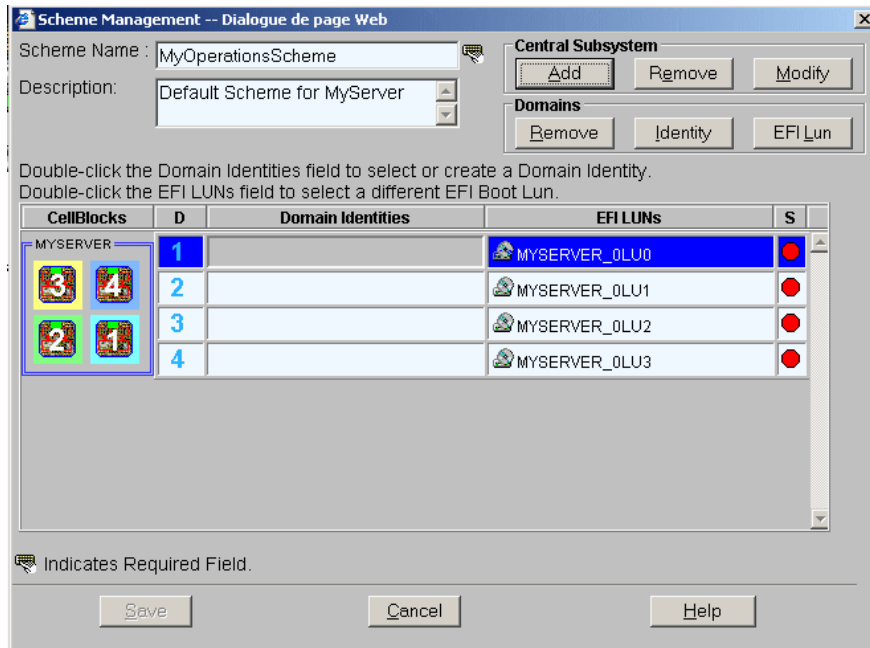 Scheme Management -- Dialogue de page Web
Scheme Name : MyOperationsScheme
Description: Default Scheme for MyServer
Central Subsystem
Add Remove Modify
Domains
Remove Identity EFI Lun
Double-click the Domain Identities field to select or create a Domain Identity.
Double-click the EFI LUNs field to select a different EFI Boot Lun.
CellBlocks D Domain Identities EFI LUNs S
MYSERVER
3 4
2 1
1 MYSERVER_0LU0
2 MYSERVER_0LU1
3 MYSERVER_0LU2
4 MYSERVER_0LU3
Indicates Required Field.
Save Cancel Help